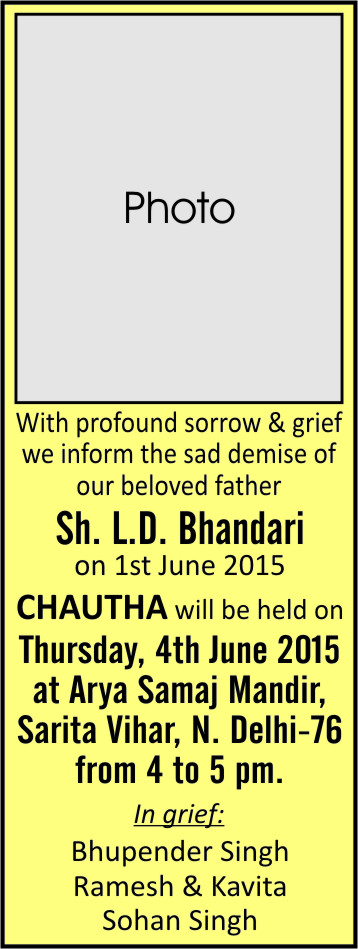 Photo
With profound sorrow & grief
we inform the sad demise of
our beloved father
Sh. L.D. Bhandari
on 1st June 2015
CHAUTHA will be held on
Thursday, 4th June 2015
at Arya Samaj Mandir,
Sarita Vihar, N. Delhi-76
from 4 to 5 pm.
In grief:
Bhupender Singh
Ramesh & Kavita
Sohan Singh